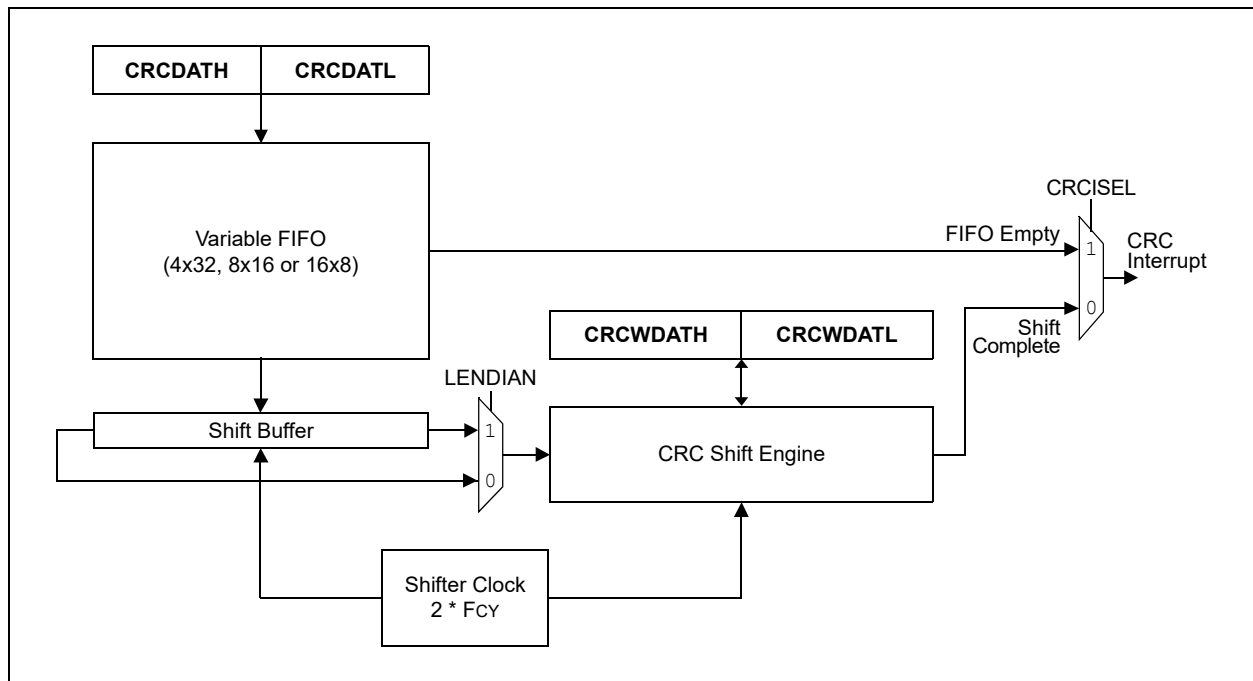 CRCDATH CRCDATL
Variable FIFO
(4x32, 8x16 or 16x8)
CRCISEL
FIFO Empty
1
CRC
Interrupt
0
Shift
Complete
CRCWDATH CRCWDATL
LENDIAN
Shift Buffer
1
0
CRC Shift Engine
Shifter Clock
2 * FCY